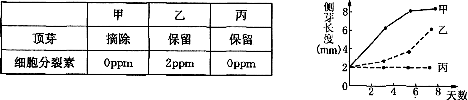 甲 乙 丙
顶芽 摘除 保留 保留
细胞分裂素 0ppm 2ppm 0ppm
侧芽长度(mm)
8
6
4
2
0 2 4 6 8 天数
甲
乙
丙